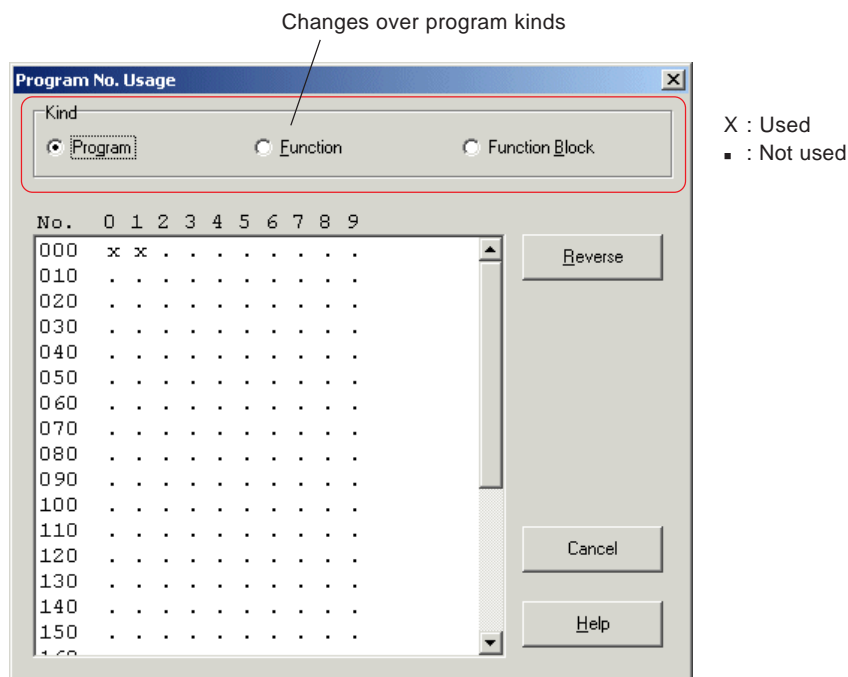 Changes over program kinds
Program No. Usage
Kind
Program
Function
Function Block
X : Used
▪ : Not used
No. 0 1 2 3 4 5 6 7 8 9
000 x x . . . . . . . .
010 . . . . . . . . . .
020 . . . . . . . . . .
030 . . . . . . . . . .
040 . . . . . . . . . .
050 . . . . . . . . . .
060 . . . . . . . . . .
070 . . . . . . . . . .
080 . . . . . . . . . .
090 . . . . . . . . . .
100 . . . . . . . . . .
110 . . . . . . . . . .
120 . . . . . . . . . .
130 . . . . . . . . . .
140 . . . . . . . . . .
150 . . . . . . . . . .
Reverse
Cancel
Help